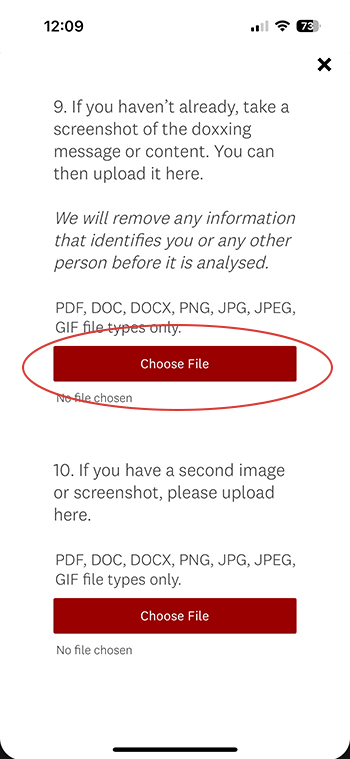 12:09
73
9. If you haven’t already, take a
screenshot of the doxxing
message or content. You can
then upload it here.
We will remove any information
that identifies you or any other
person before it is analysed.
PDF, DOC, DOCX, PNG, JPG, JPEG,
GIF file types only.
Choose File
No file chosen
10. If you have a second image
or screenshot, please upload
here.
PDF, DOC, DOCX, PNG, JPG, JPEG,
GIF file types only.
Choose File
No file chosen